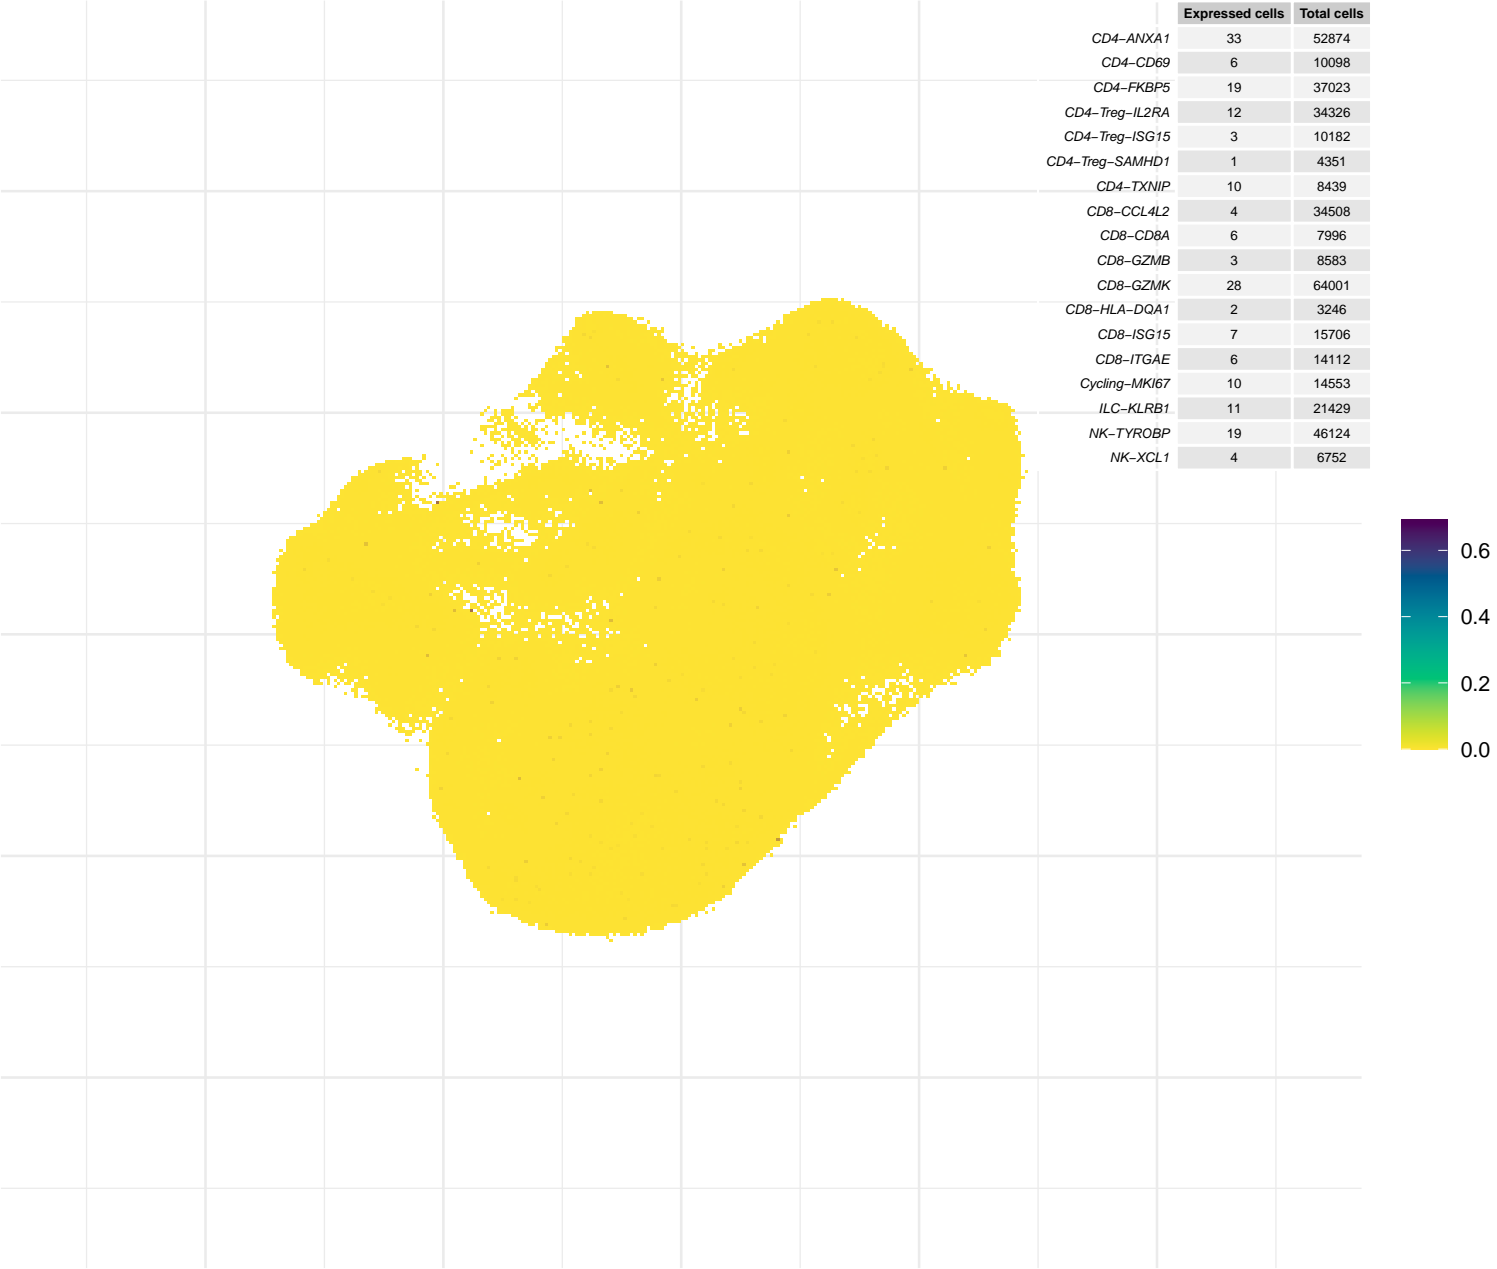 Expressed cells Total cells
CD4−ANXA1 33 52874
CD4−CD69 6 10098
CD4−FKBP5 19 37023
CD4−Treg−IL2RA 12 34326
CD4−Treg−ISG15 3 10182
CD4−Treg−SAMHD1 1 4351
CD4−TXNIP 10 8439
CD8−CCL4L2 4 34508
CD8−CD8A 6 7996
CD8−GZMB 3 8583
CD8−GZMK 28 64001
CD8−HLA−DQA1 2 3246
CD8−ISG15 7 15706
CD8−ITGAE 6 14112
Cycling−MKI67 10 14553
ILC−KLRB1 11 21429
NK−TYROBP 19 46124
NK−XCL1 4 6752
0.6
0.4
0.2
0.0